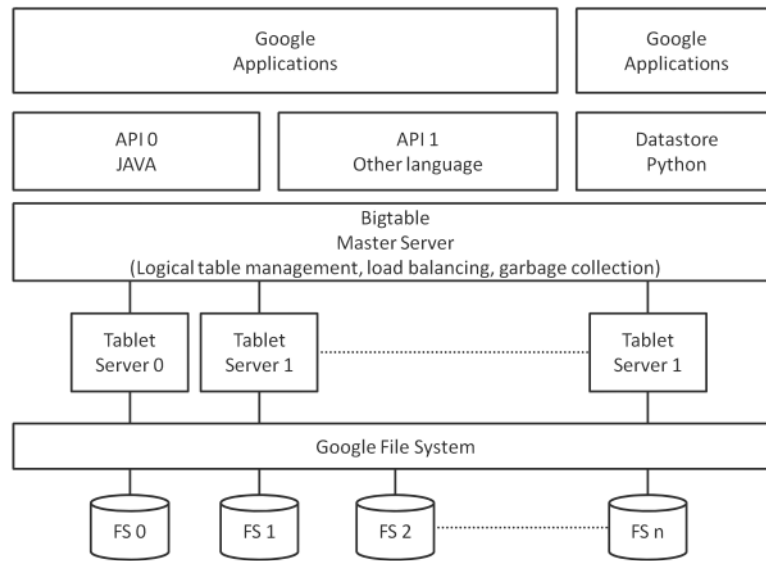 Google
Applications
Google
Applications
API 0
JAVA
API 1
Other language
Datastore
Python
Bigtable
Master Server
(Logical table management, load balancing, garbage collection)
Tablet
Server 0
Tablet
Server 1
Tablet
Server 1
Google File System
FS 0
FS 1
FS 2
FS n